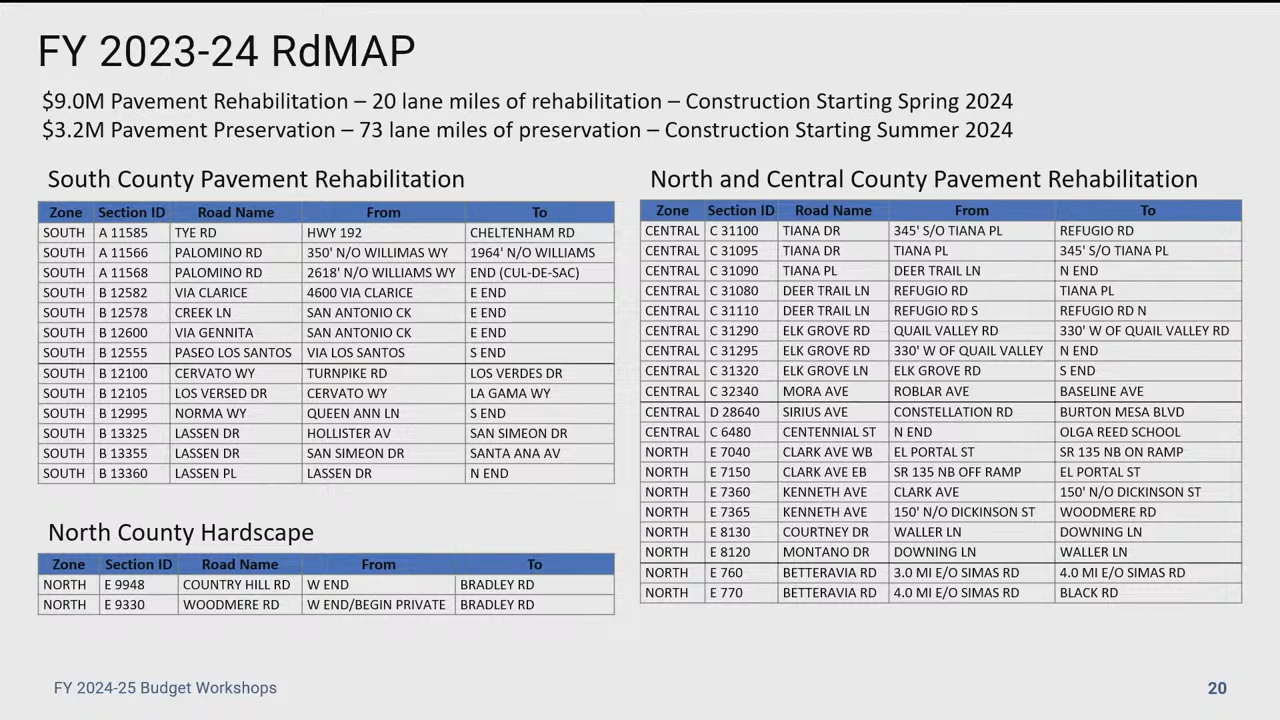 FY 2023-24 RdMAP
$9.0M Pavement Rehabilitation – 20 lane miles of rehabilitation – Construction Starting Spring 2024
$3.2M Pavement Preservation – 73 lane miles of preservation – Construction Starting Summer 2024
South County Pavement Rehabilitation
Zone Section ID Road Name From To
SOUTH A 11585 TYE RD HWY 192 CHELTENHAM RD
SOUTH A 11566 PALOMINO RD 350' N/O WILLIMAS WY 1964' N/O WILLIAMS
SOUTH A 11568 PALOMINO RD 2618' N/O WILLIAMS WY END (CUL-DE-SAC)
SOUTH B 12582 VIA CLARICE 4600 VIA CLARICE E END
SOUTH B 12578 CREEK LN SAN ANTONIO CK E END
SOUTH B 12600 VIA GENNITA SAN ANTONIO CK E END
SOUTH B 12555 PASEO LOS SANTOS VIA LOS SANTOS S END
SOUTH B 12100 CERVATO WY TURNPIKE RD LOS VERDES DR
SOUTH B 12105 LOS VERSED DR CERVATO WY LA GAMA WY
SOUTH B 12995 NORMA WY QUEEN ANN LN S END
SOUTH B 13325 LASSEN DR HOLLISTER AV SAN SIMEON DR
SOUTH B 13355 LASSEN DR SAN SIMEON DR SANTA ANA AV
SOUTH B 13360 LASSEN PL LASSEN DR N END
North County Hardscape
Zone Section ID Road Name From To
NORTH E 9948 COUNTRY HILL RD W END BRADLEY RD
NORTH E 9330 WOODMERE RD W END/BEGIN PRIVATE BRADLEY RD
North and Central County Pavement Rehabilitation
Zone Section ID Road Name From To
CENTRAL C 31100 TIANA DR 345' S/O TIANA PL REFUGIO RD
CENTRAL C 31095 TIANA DR TIANA PL 345' S/O TIANA PL
CENTRAL C 31090 TIANA PL DEER TRAIL LN N END
CENTRAL C 31080 DEER TRAIL LN REFUGIO RD TIANA PL
CENTRAL C 31110 DEER TRAIL LN REFUGIO RD S REFUGIO RD N
CENTRAL C 31290 ELK GROVE RD QUAIL VALLEY RD 330' W OF QUAIL VALLEY RD
CENTRAL C 31295 ELK GROVE RD 330' W OF QUAIL VALLEY N END
CENTRAL C 31320 ELK GROVE LN ELK GROVE RD S END
CENTRAL C 32340 MORA AVE ROBLAR AVE BASELINE AVE
CENTRAL D 28640 SIRIUS AVE CONSTELLATION RD BURTON MESA BLVD
CENTRAL C 6480 CENTENNIAL ST N END OLGA REED SCHOOL
NORTH E 7040 CLARK AVE WB EL PORTAL ST SR 135 NB ON RAMP
NORTH E 7150 CLARK AVE EB SR 135 NB OFF RAMP EL PORTAL ST
NORTH E 7360 KENNETH AVE CLARK AVE 150' N/O DICKINSON ST
NORTH E 7365 KENNETH AVE 150' N/O DICKINSON ST WOODMERE RD
NORTH E 8130 COURTNEY DR WALLER LN DOWNING LN
NORTH E 8120 MONTANO DR DOWNING LN WALLER LN
NORTH E 760 BETTERAVIA RD 3.0 MI E/O SIMAS RD 4.0 MI E/O SIMAS RD
NORTH E 770 BETTERAVIA RD 4.0 MI E/O SIMAS RD BLACK RD
FY 2024-25 Budget Workshops
20